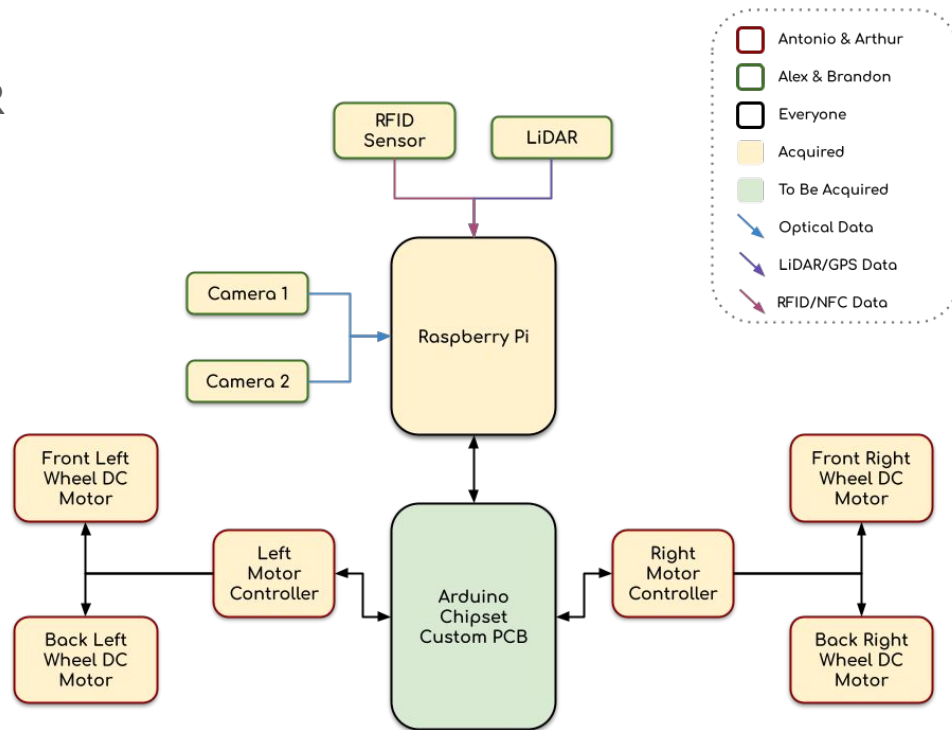 R
Antonio & Arthur
Alex & Brandon
Everyone
Acquired
To Be Acquired
Optical Data
LiDAR/GPS Data
RFID/NFC Data
RFID
Sensor
LiDAR
Camera 1
Raspberry Pi
Camera 2
Front Left
Wheel DC
Motor
Front Right
Wheel DC
Motor
Left
Motor
Controller
Right
Motor
Controller
Arduino
Chipset
Custom PCB
Back Left
Wheel DC
Motor
Back Right
Wheel DC
Motor